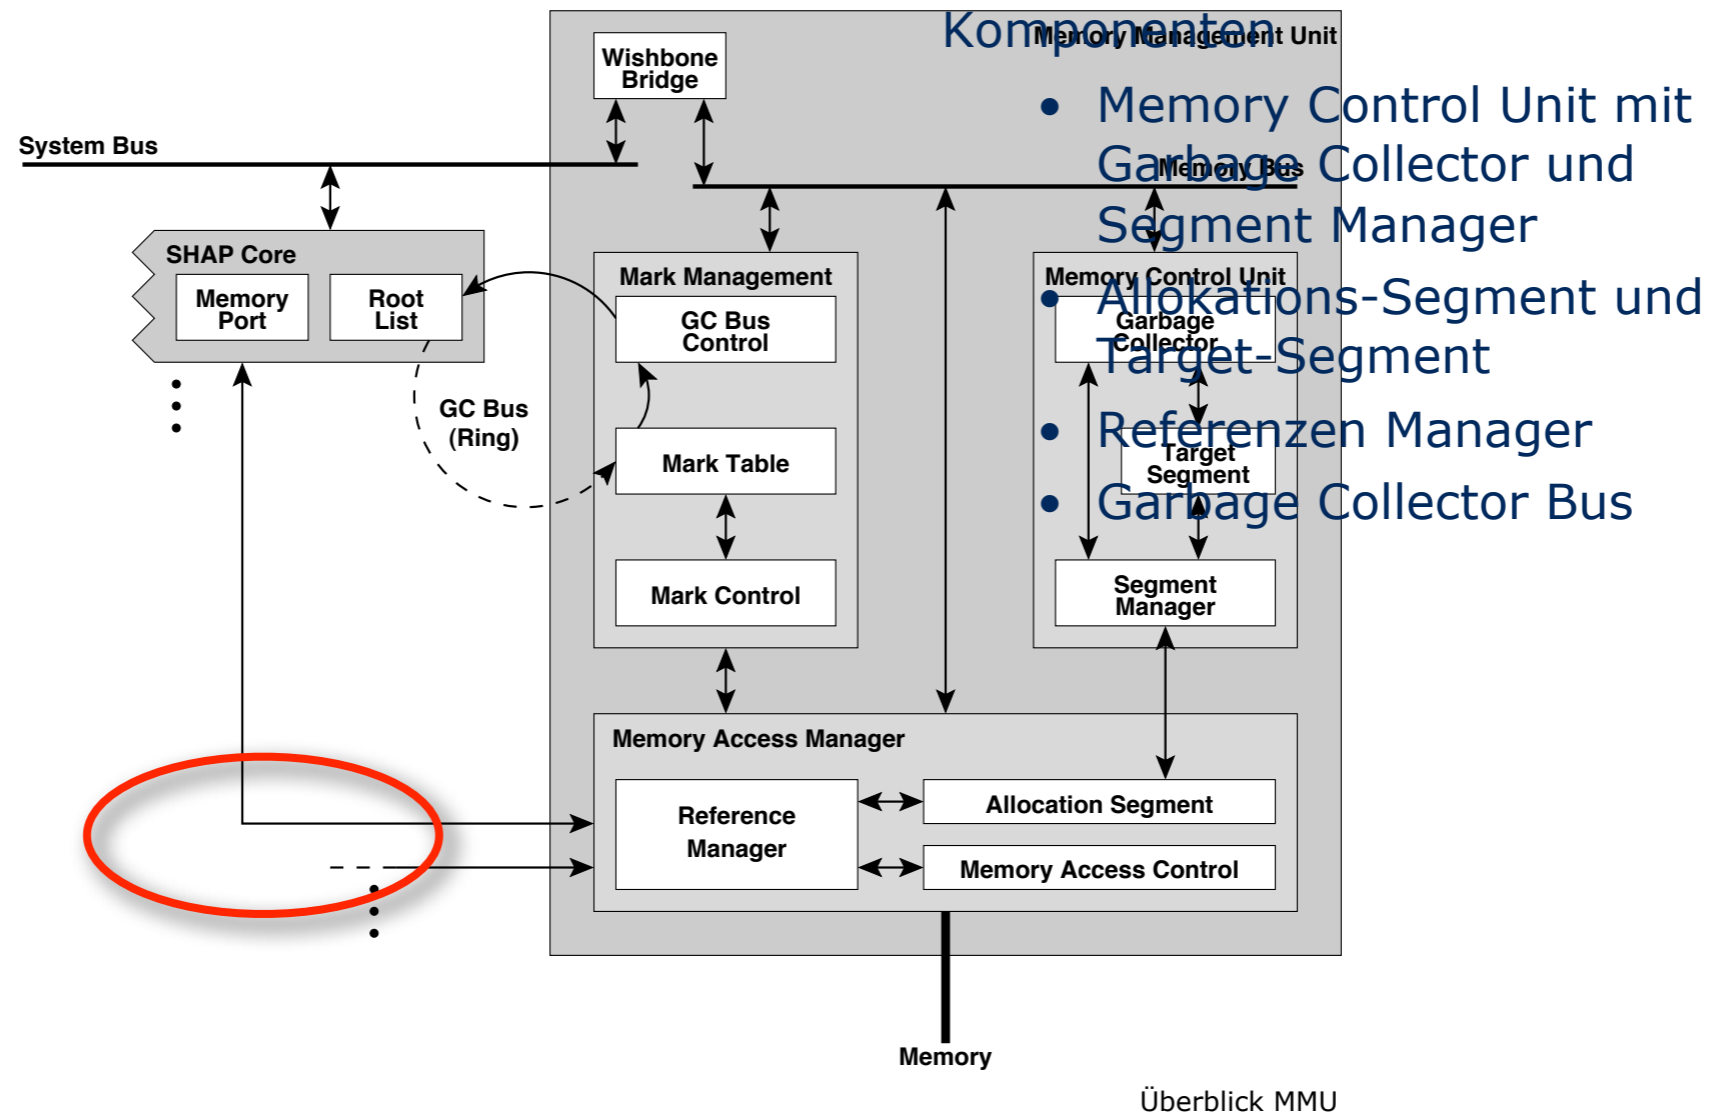 Komponenten
Memory Management Unit
Wishbone
Bridge
• Memory Control Unit mit
Garbage Collector und
Segment Manager
System Bus
Memory Bus
SHAP Core
Memory
Port
Root
List
Mark Management
GC Bus
Control
Memory Control Unit
Garbage
Collector
• Allokations-Segment und
Target-Segment
GC Bus
(Ring)
Mark Table
Target
Segment
• Referenzen Manager
• Garbage Collector Bus
Mark Control
Segment
Manager
Memory Access Manager
Reference
Manager
Allocation Segment
Memory Access Control
Memory
Überblick MMU